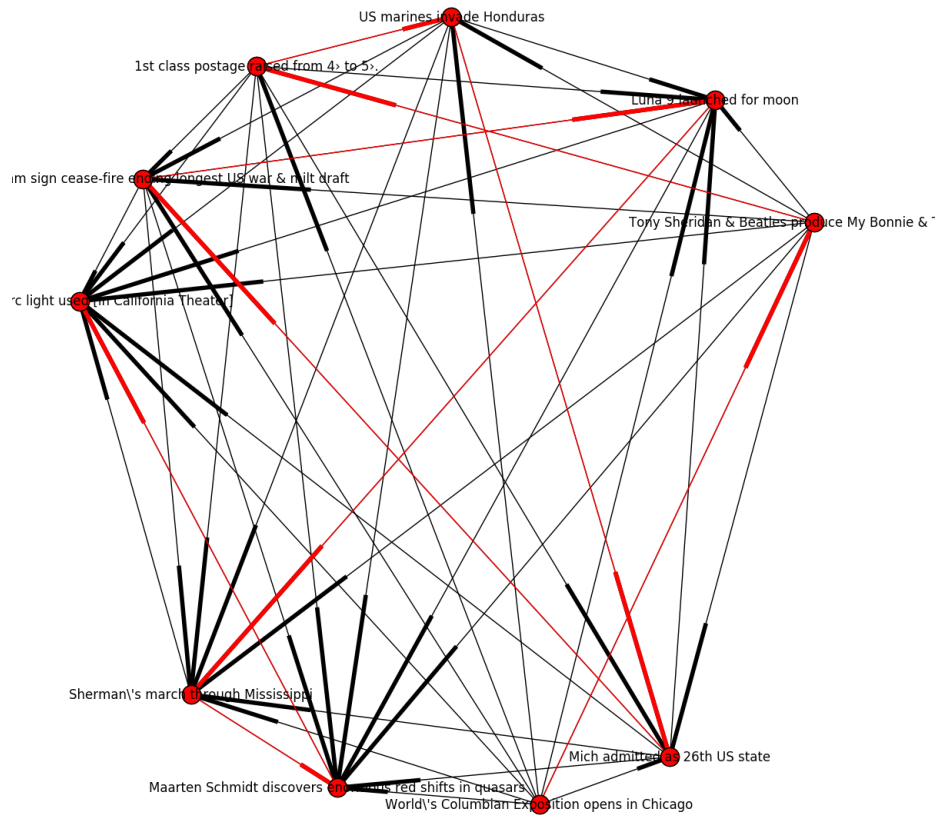 US marines invade Honduras
1st class postage raised from 4› to 5›.
Luna 9 launched for moon
sign cease-fire ending longest US war & milt draft
Tony Sheridan & Beatles produce My Bonnie &
light used [in California Theater]
Sherman\'s march through Mississippi
Mich admitted as 26th US state
Maarten Schmidt discovers enormous red shifts in quasars
World\'s Columbian Exposition opens in Chicago